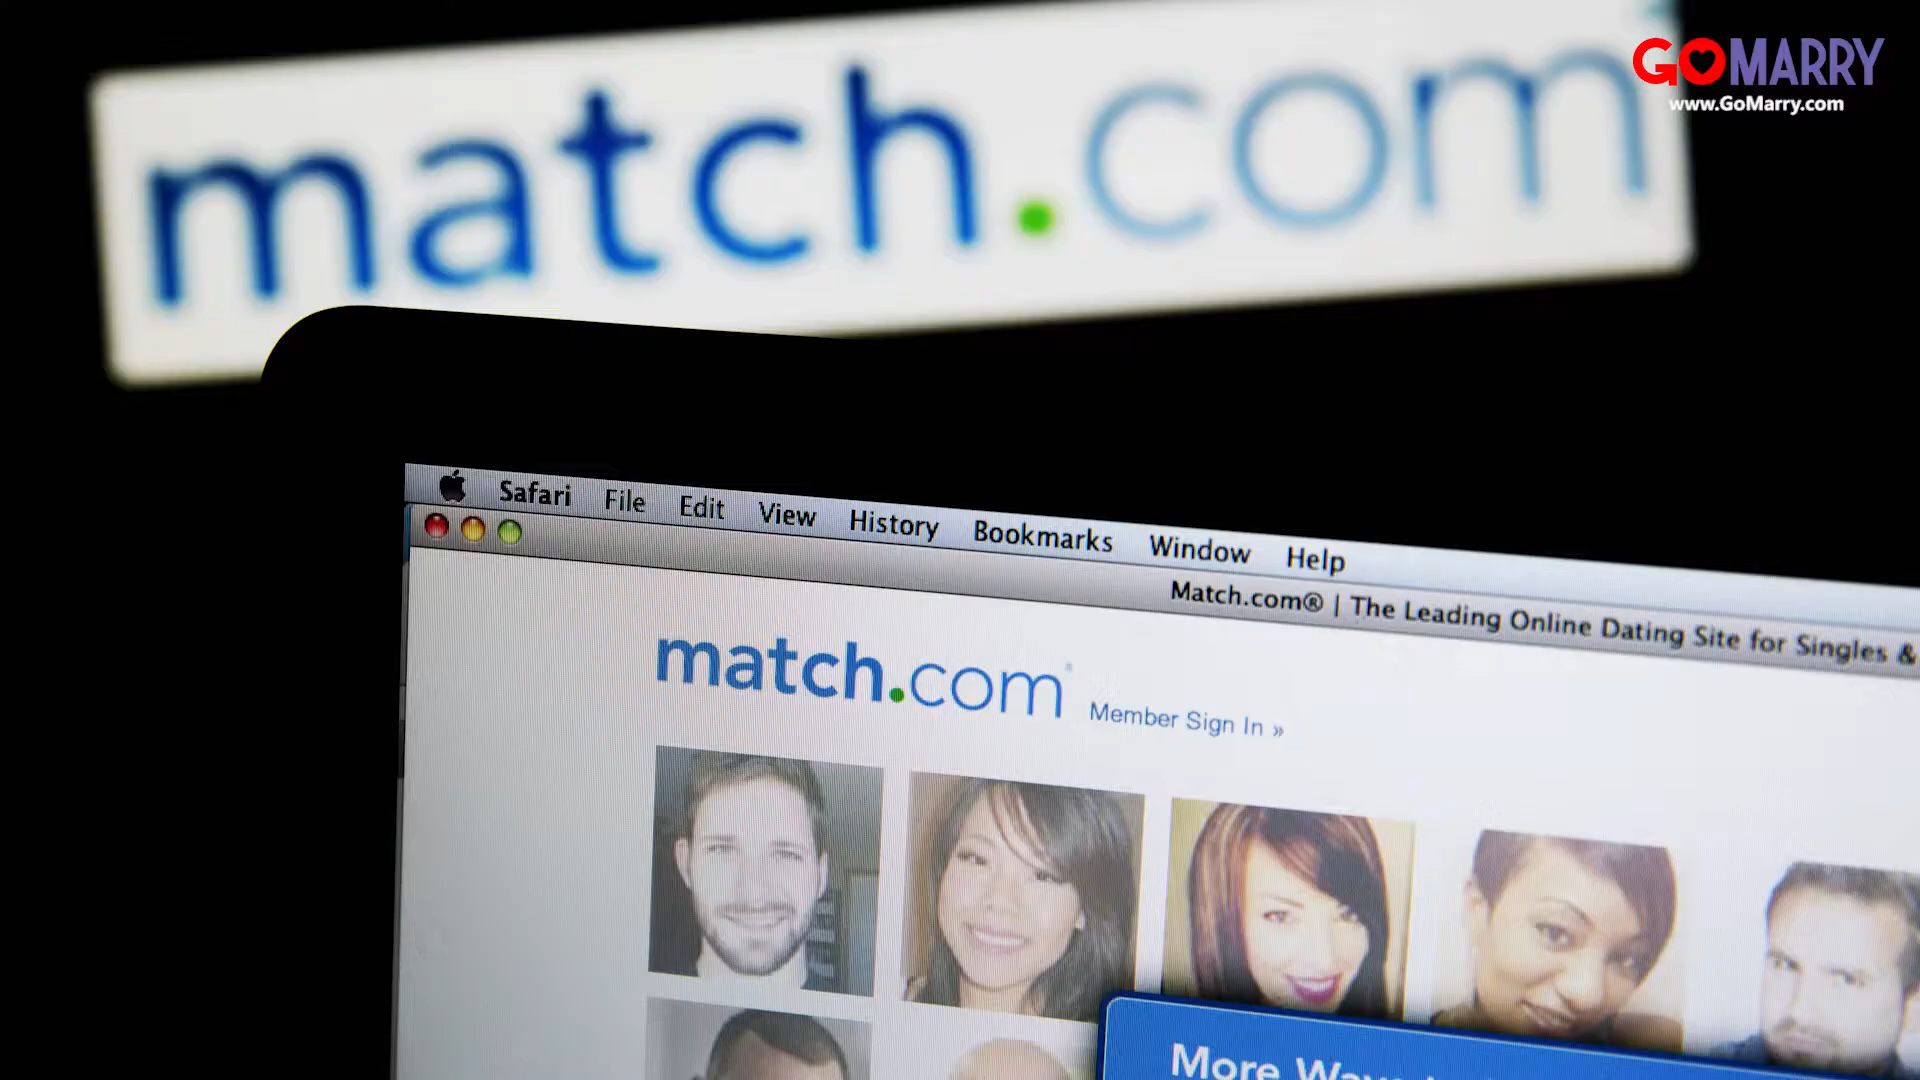 match.com
GOMARRY
www.GoMarry.com
Safari File Edit View History Bookmarks Window Help
Match.com® | The Leading Online Dating Site for Singles &
match.com
Member Sign In »
More